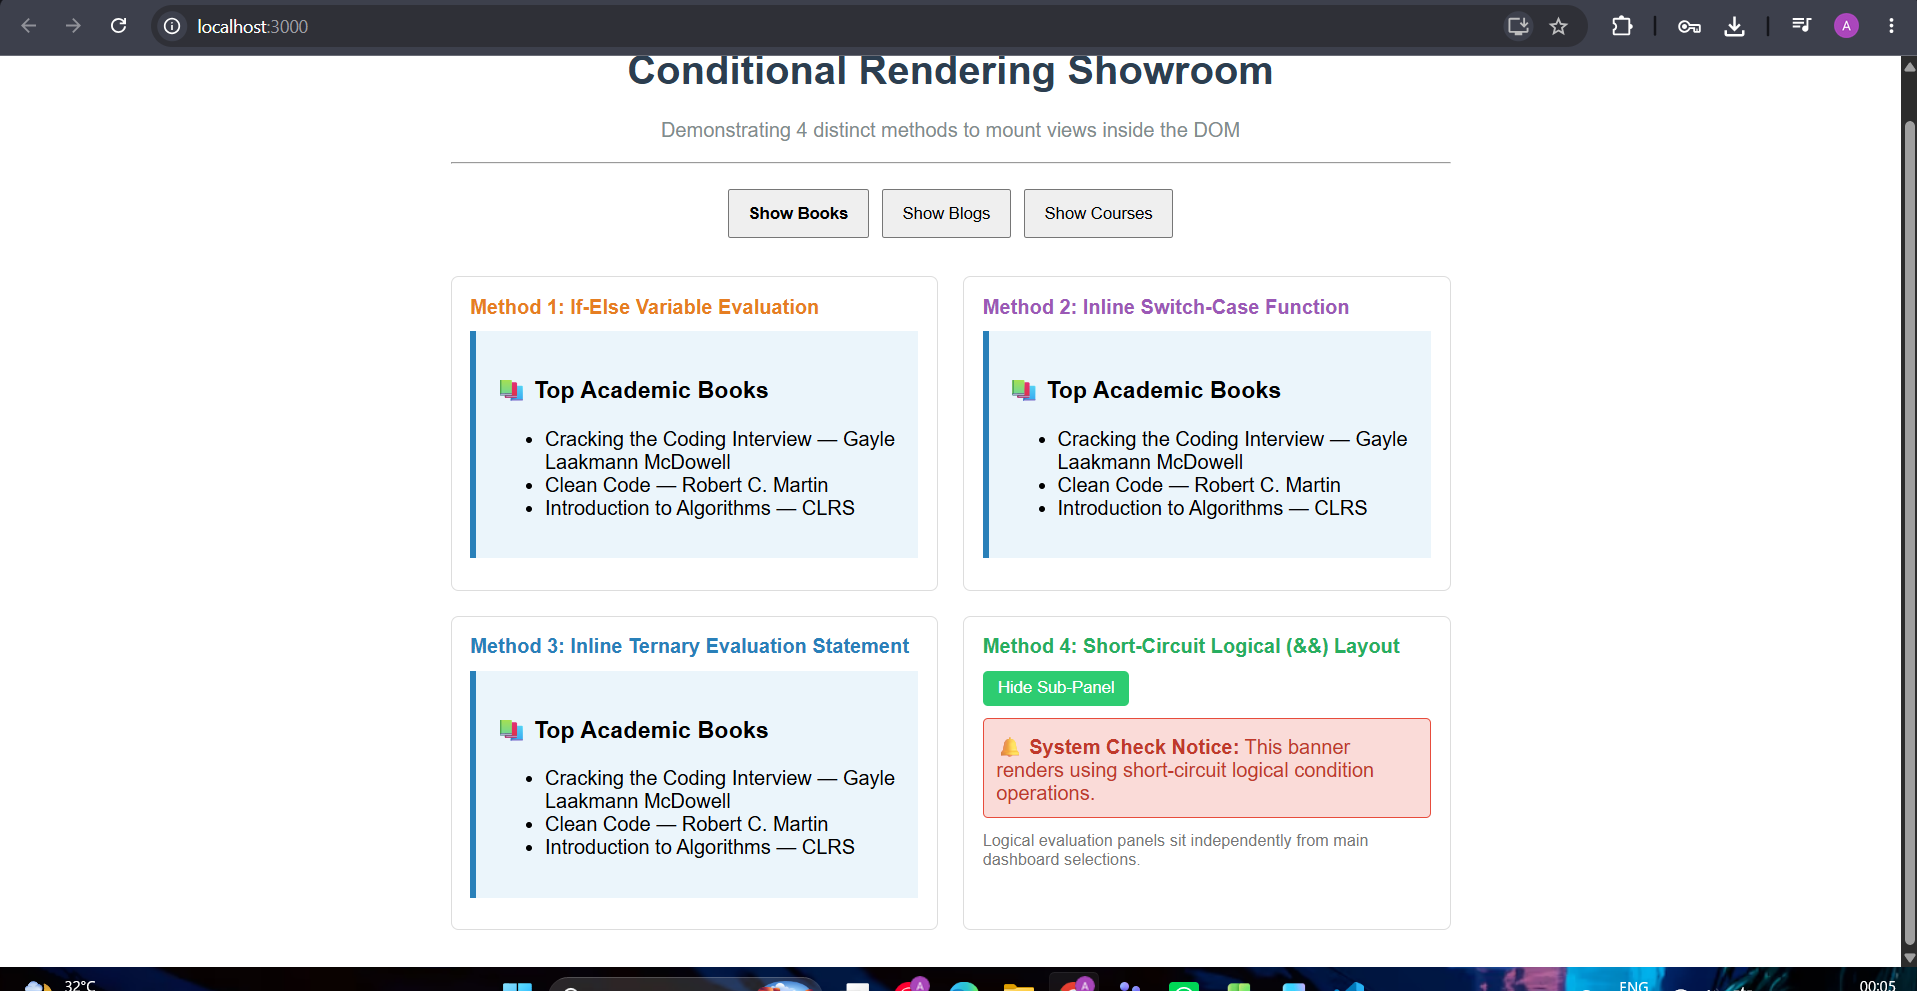 localhost:3000
A
Conditional Rendering Showroom
Demonstrating 4 distinct methods to mount views inside the DOM
Show Books
Show Blogs
Show Courses
Method 1: If-Else Variable Evaluation
Top Academic Books
Cracking the Coding Interview — Gayle
Laakmann McDowell
Clean Code — Robert C. Martin
Introduction to Algorithms — CLRS
Method 2: Inline Switch-Case Function
Top Academic Books
Cracking the Coding Interview — Gayle
Laakmann McDowell
Clean Code — Robert C. Martin
Introduction to Algorithms — CLRS
Method 3: Inline Ternary Evaluation Statement
Top Academic Books
Cracking the Coding Interview — Gayle
Laakmann McDowell
Clean Code — Robert C. Martin
Introduction to Algorithms — CLRS
Method 4: Short-Circuit Logical (&&) Layout
Hide Sub-Panel
System Check Notice: This banner
renders using short-circuit logical condition
operations.
Logical evaluation panels sit independently from main
dashboard selections.
32°C
A
A
ENG
00:05